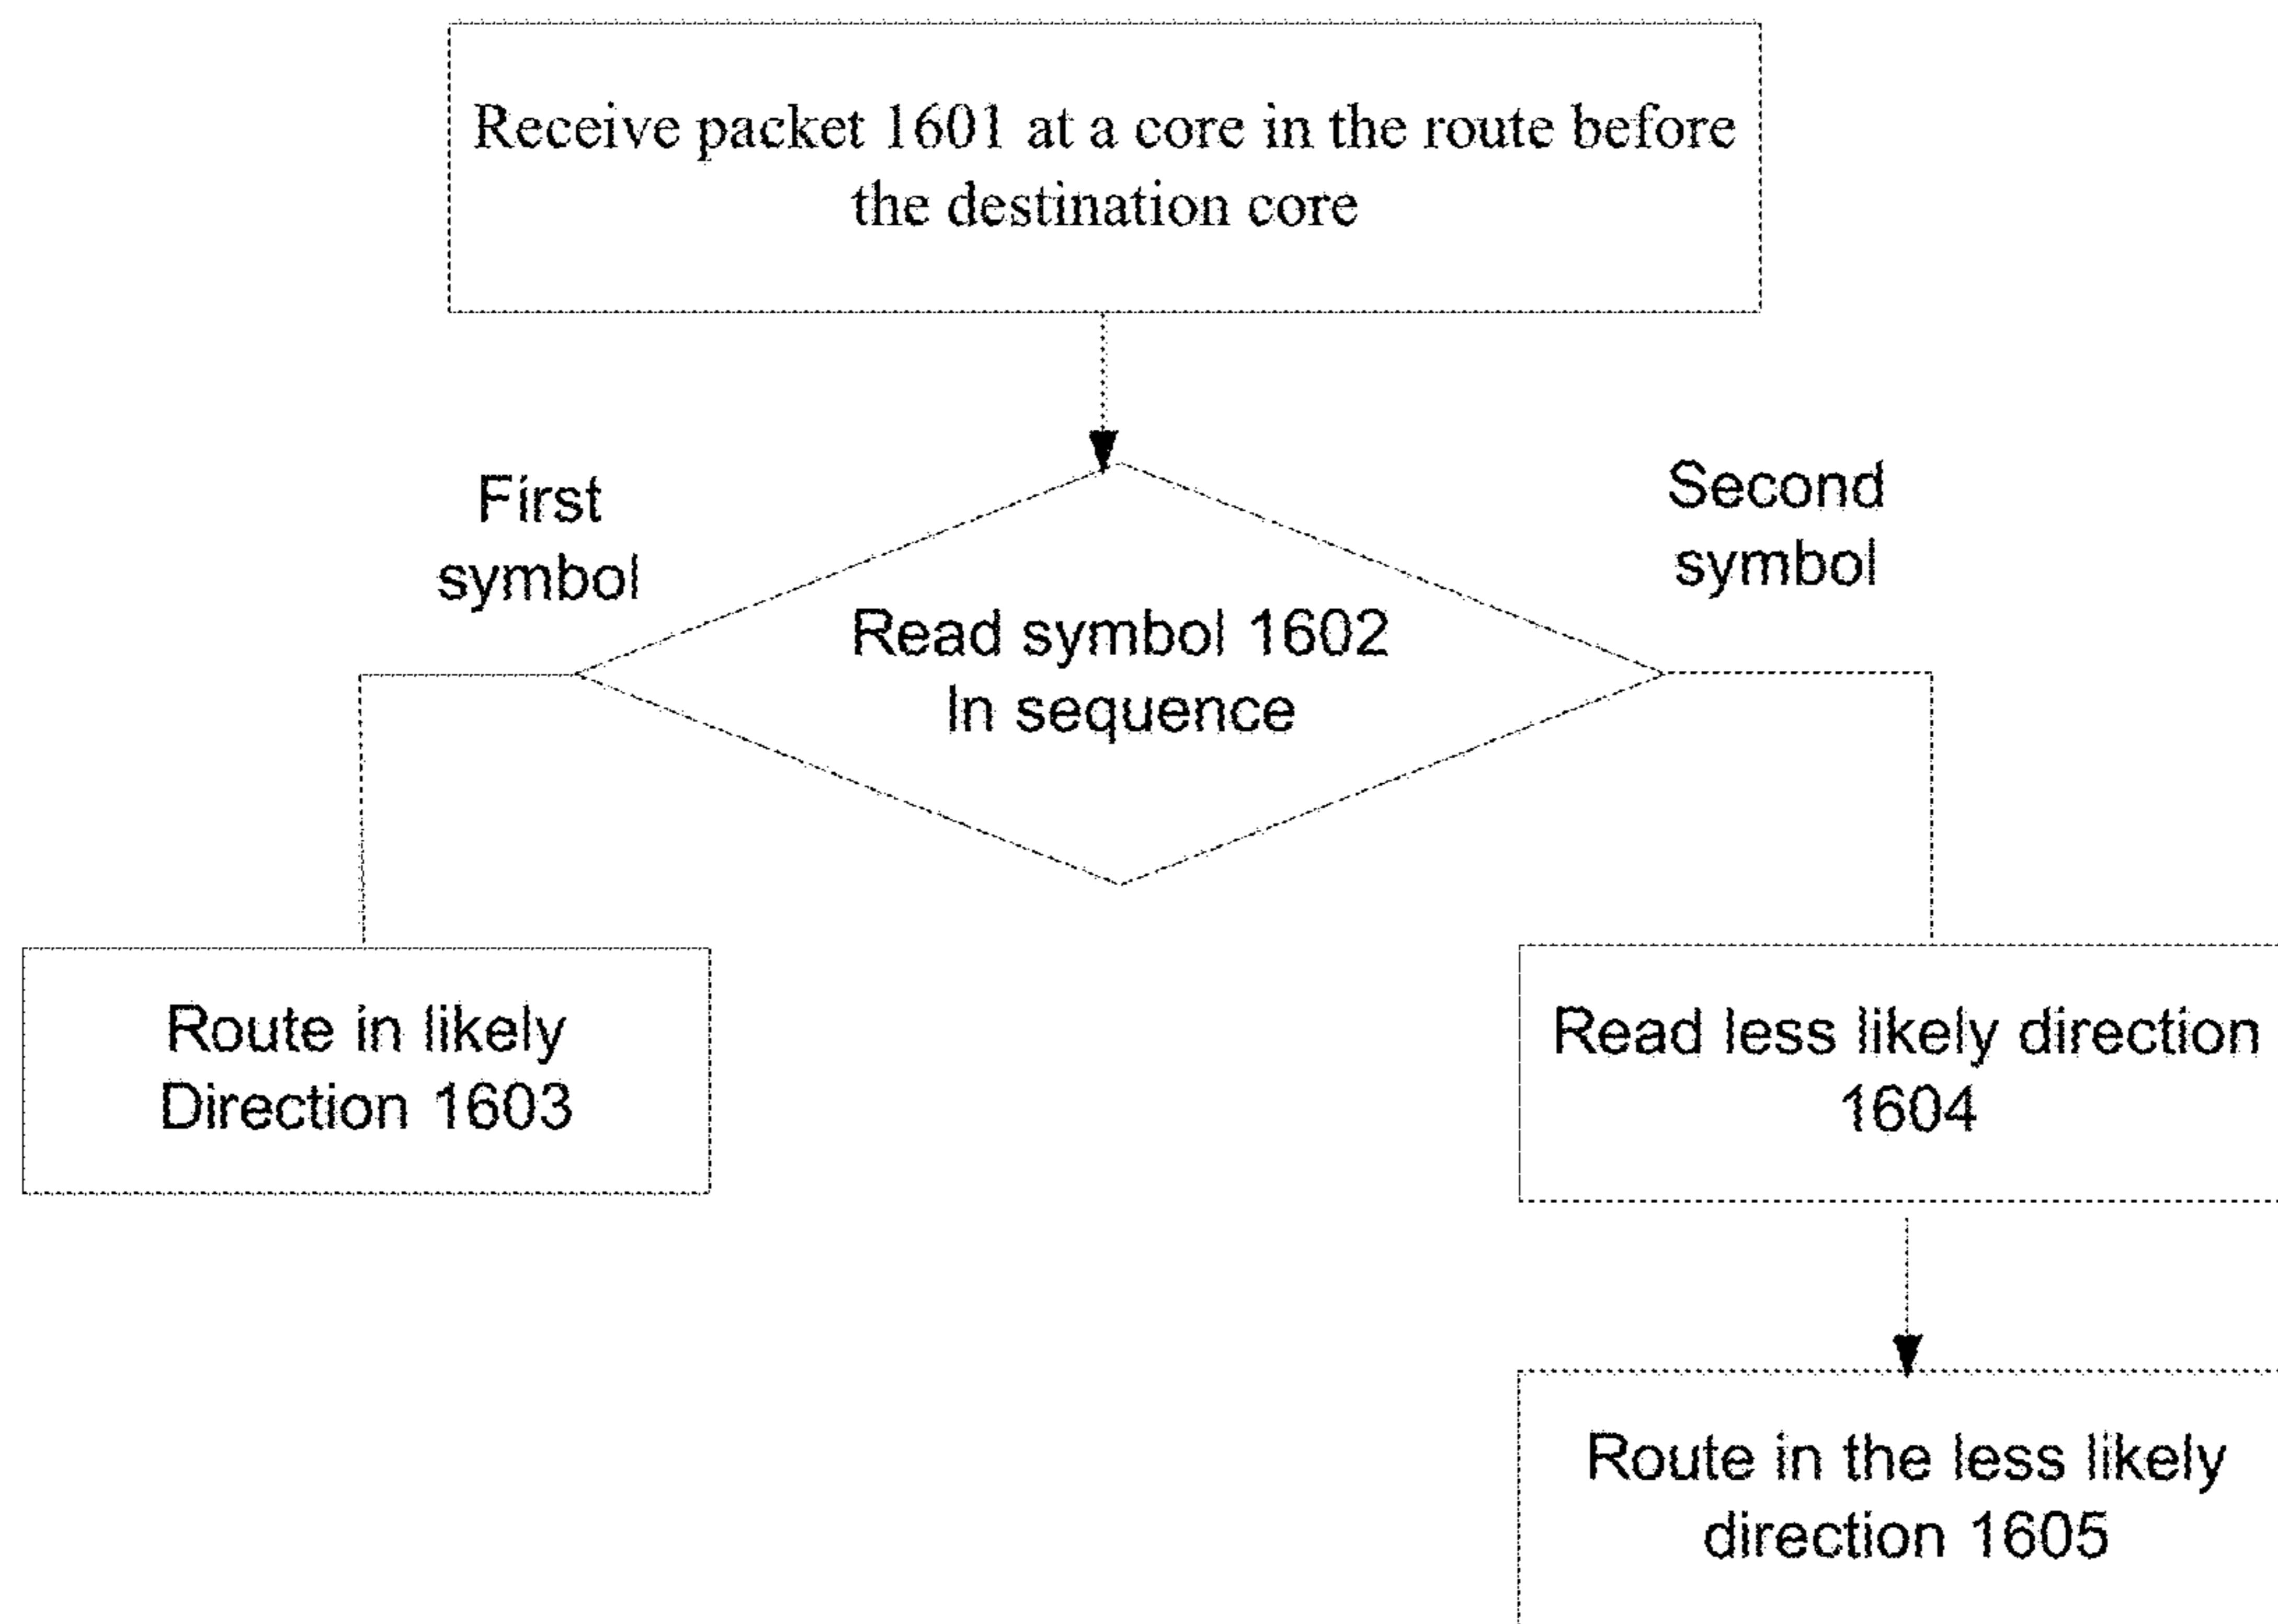 Receive packet 1601 at a core in the route before
the destination core
First
symbol
Second
symbol
Read symbol 1602
In sequence
Route in likely
Direction 1603
Read less likely direction
1604
Route in the less likely
direction 1605